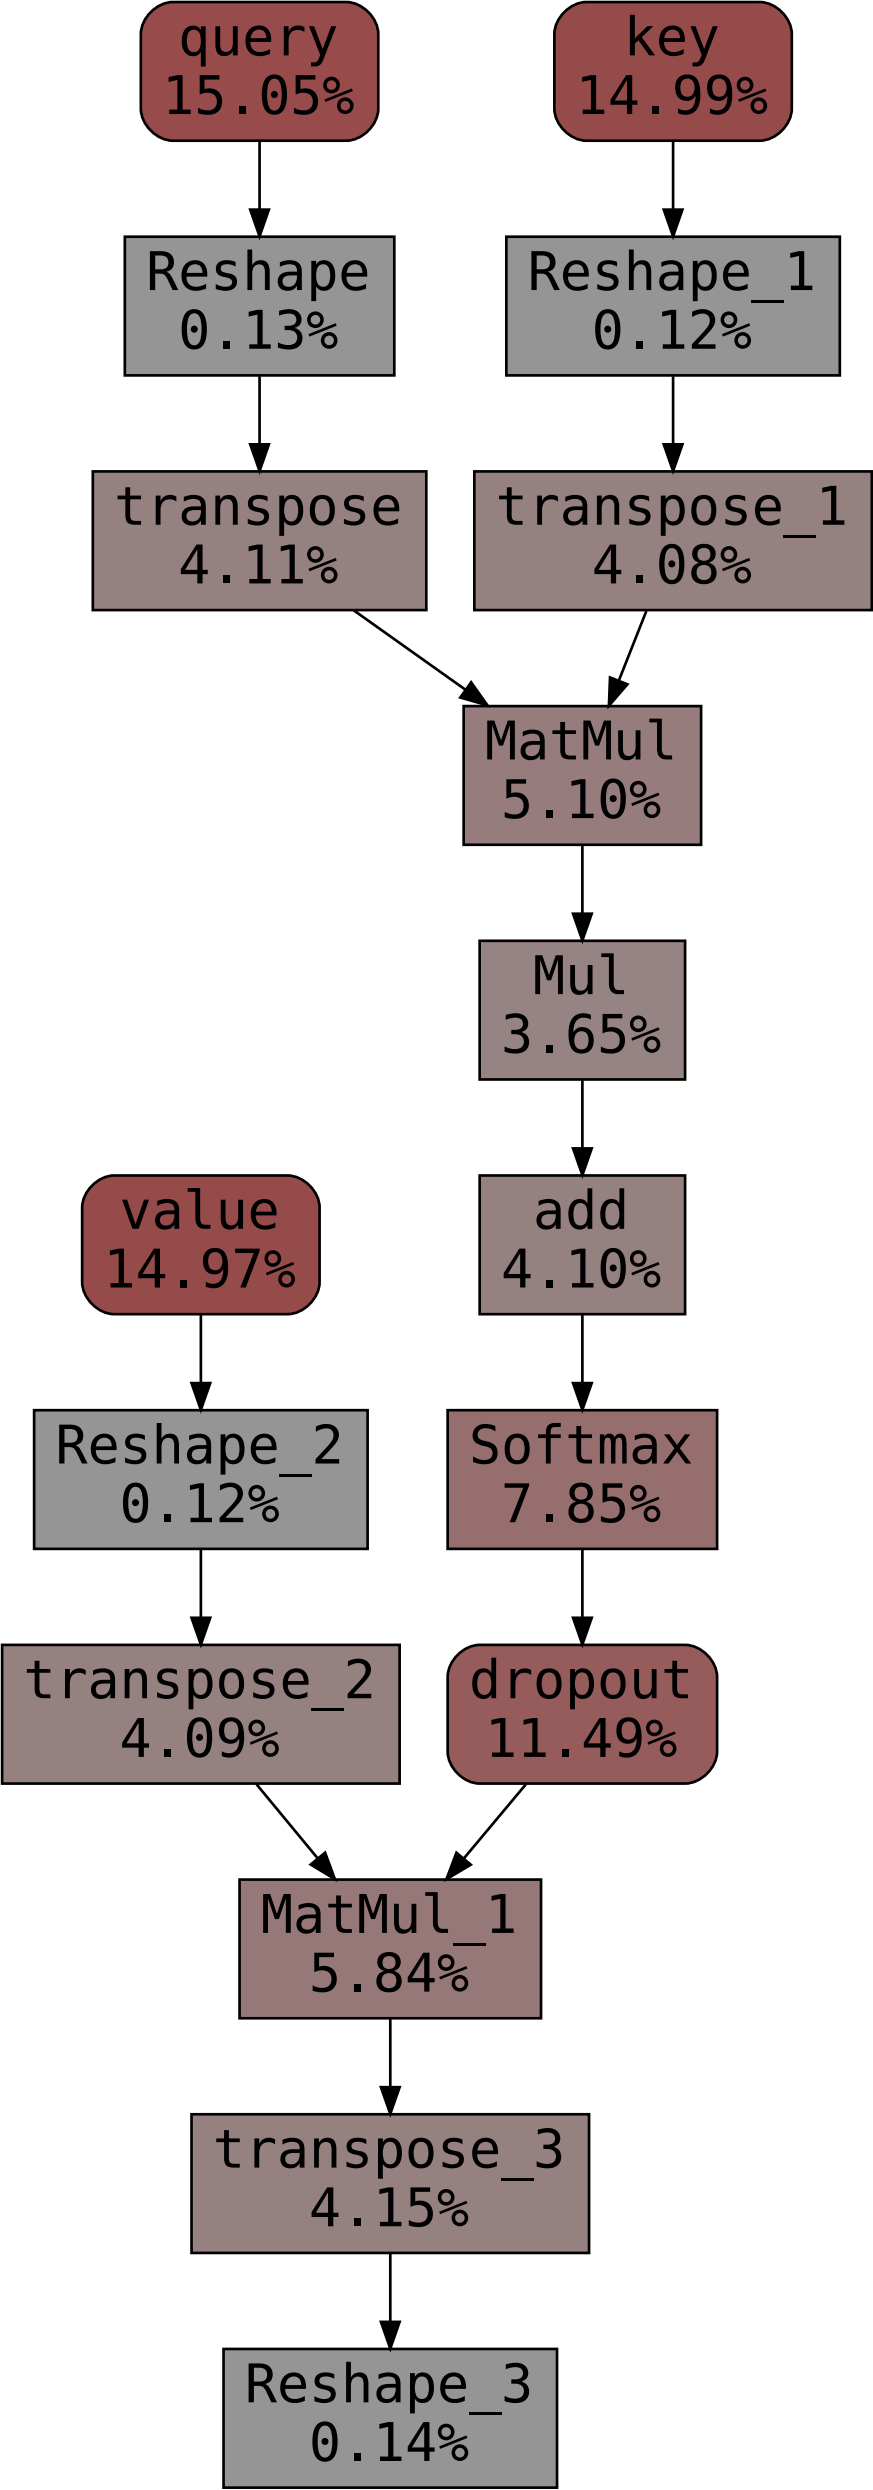 query
15.05%
key
14.99%
Reshape
0.13%
Reshape_1
0.12%
transpose
4.11%
transpose_1
4.08%
MatMul
5.10%
Mul
3.65%
value
14.97%
add
4.10%
Reshape_2
0.12%
Softmax
7.85%
transpose_2
4.09%
dropout
11.49%
MatMul_1
5.84%
transpose_3
4.15%
Reshape_3
0.14%